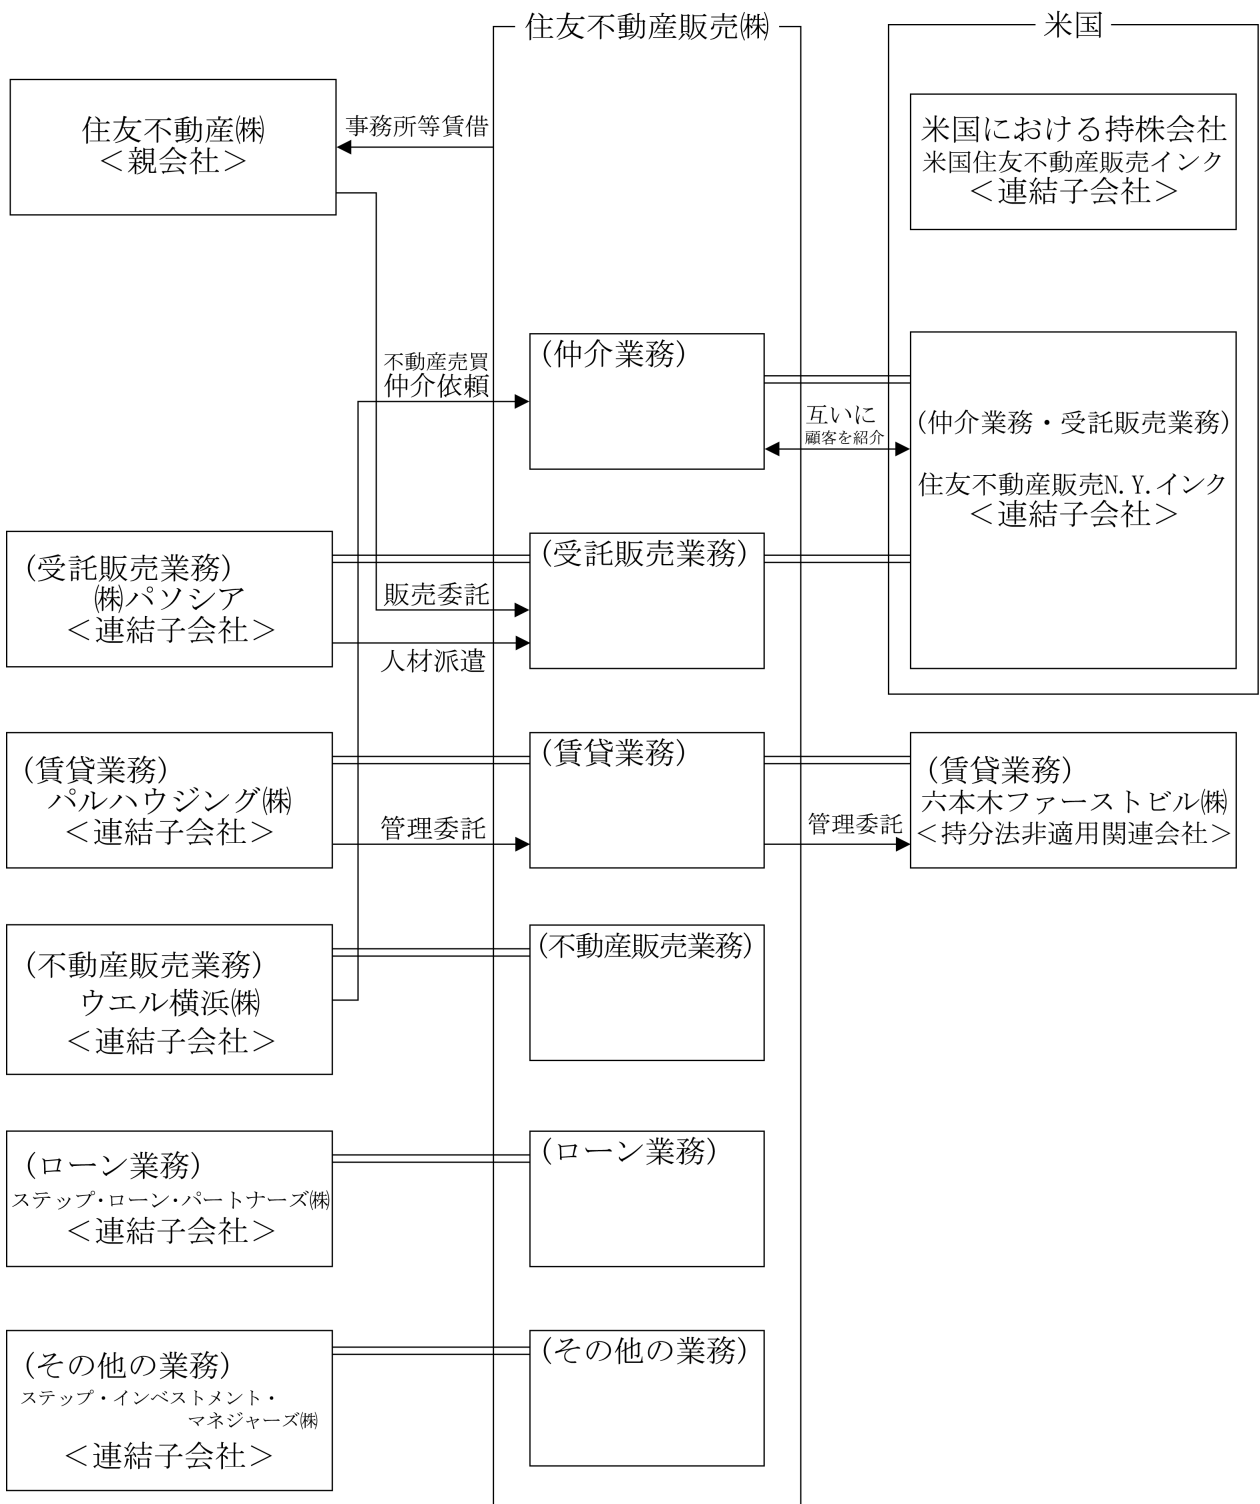 住友不動産販売㈱
米国
住友不動産㈱
＜親会社＞
事務所等賃借
米国における持株会社
米国住友不動産販売インク
＜連結子会社＞
不動産売買
仲介依頼
(仲介業務)
互いに
顧客を紹介
(仲介業務・受託販売業務)
住友不動産販売N.Y.インク
＜連結子会社＞
(受託販売業務)
㈱パソシア
＜連結子会社＞
販売委託
人材派遣
(受託販売業務)
(賃貸業務)
パルハウジング㈱
＜連結子会社＞
管理委託
(賃貸業務)
管理委託
(賃貸業務)
六本木ファーストビル㈱
＜持分法非適用関連会社＞
(不動産販売業務)
ウエル横浜㈱
＜連結子会社＞
(不動産販売業務)
(ローン業務)
ステップ・ローン・パートナーズ㈱
＜連結子会社＞
(ローン業務)
(その他の業務)
ステップ・インベストメント・
マネジャーズ㈱
＜連結子会社＞
(その他の業務)